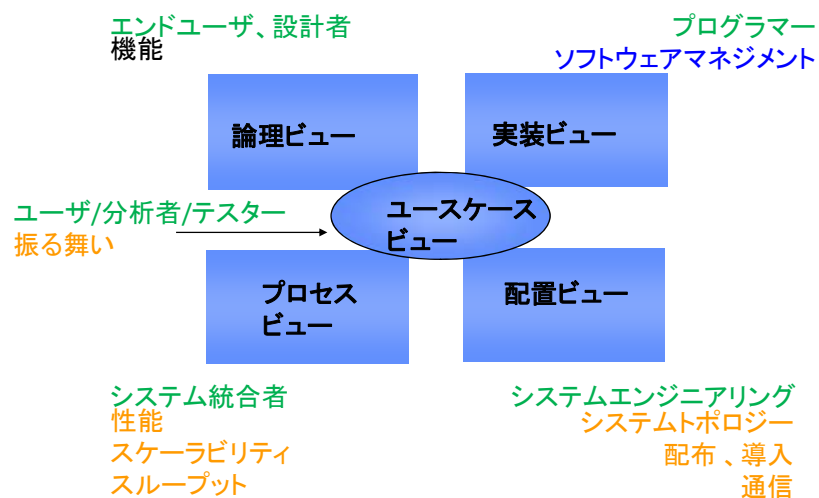 エンドユーザ、設計者
機能
プログラマー
ソフトウェアマネジメント
論理ビュー
実装ビュー
ユーザ/分析者/テスター
振る舞い
ユースケース
ビュー
プロセス
ビュー
配置ビュー
システム統合者
性能
スケーラビリティ
スループット
システムエンジニアリング
システムトポロジー
配布 、導入
通信